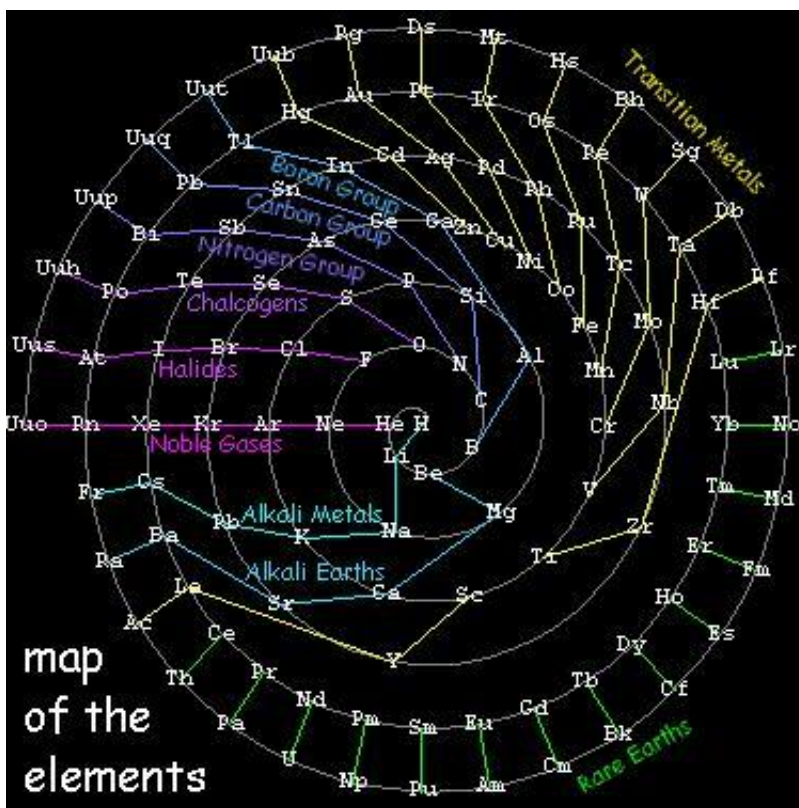 Ds
Rg Mt
Uub Hs
Transition Metals
Uut Au Pt Ir Bh
Hg Os
Uuq Tl Cd Ag Re Sg
In Pd
Boron Group
Uup Pb Sn Rh W
Carbon Group
Ge Ga Zn Ru Db
Bi Sb As Cu Ta
Nitrogen Group
Ni Tc
Uuh Po Te Se S P Si Co Hf Rf
Chalcogens
Fe Mo
Uus At I Br Cl F O N Al Mn Lu Lr
Halides
C Nb
Uuo Rn Xe Kr Ar Ne He H Cr Yb No
Noble Gases
B
Li Be
Fr Cs V Tm Md
Alkali Metals
Rb K Na Mg Zr
Ra Ba Ti Er Fm
Alkali Earths
La Sr Ca Sc Ho
Ac Ce Dy Es
Y
map
Th Pr Tb Cf
Nd Gd
of the
Pa Pm Sm Eu Bk
U Cm
Rare Earths
elements
Np Pu Am